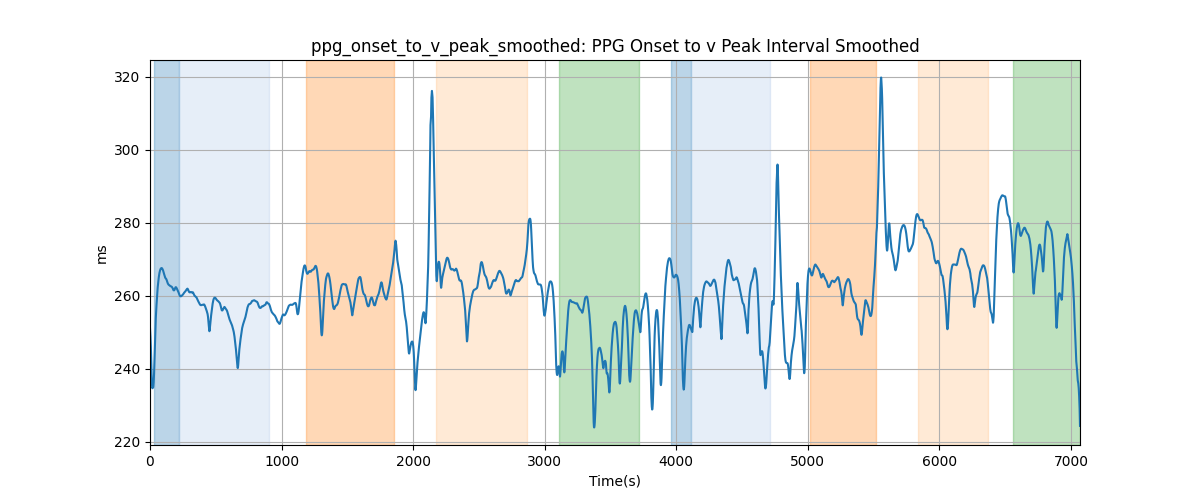 ppg_onset_to_v_peak_smoothed: PPG Onset to v Peak Interval Smoothed
320
300
280
260
240
220
ms
0 1000 2000 3000 4000 5000 6000 7000
Time(s)